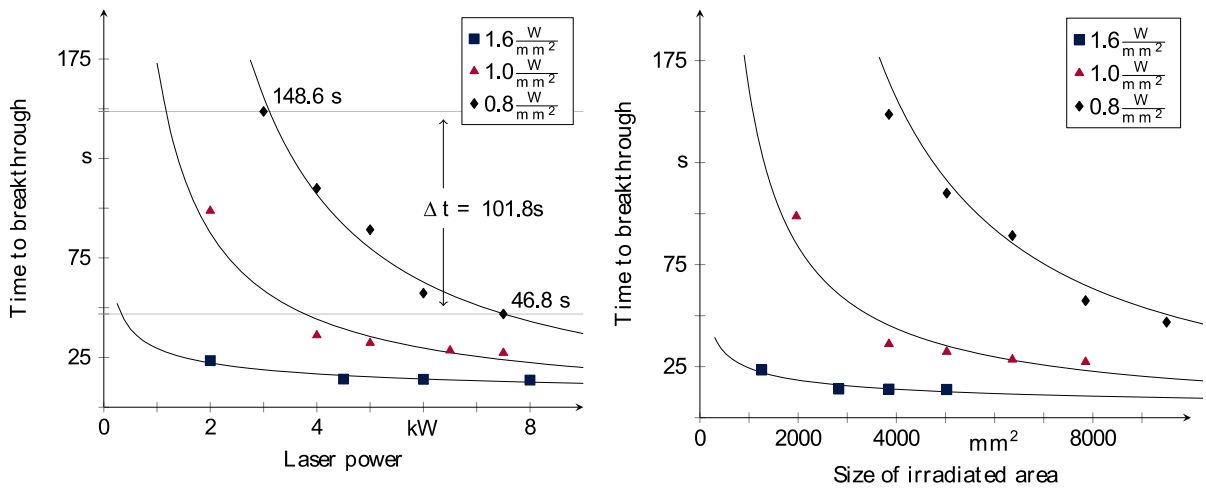 Time to breakthrough
175
s
75
25
0
2
4
kW
8
Laser power
1.6 W/mm²
1.0 W/mm²
0.8 W/mm²
148.6 s
Δ t = 101.8s
46.8 s
Time to breakthrough
175
s
75
25
0
2000
4000
mm²
8000
Size of irradiated area
1.6 W/mm²
1.0 W/mm²
0.8 W/mm²